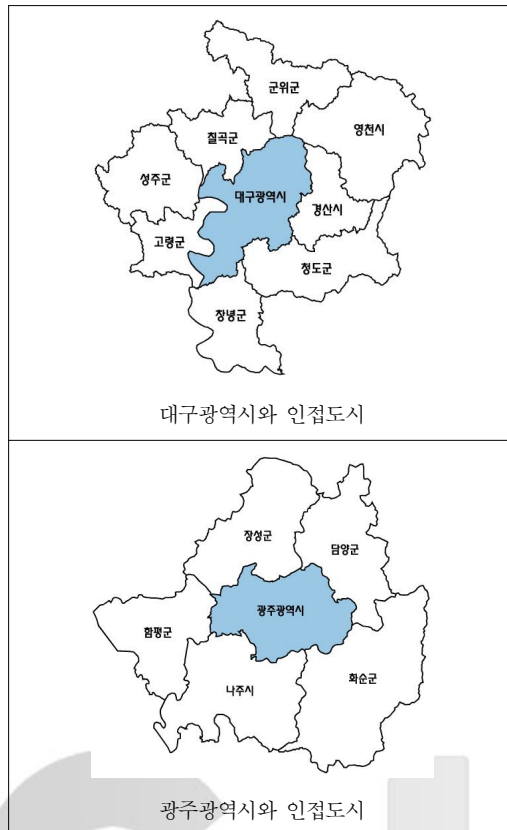 군위군
영천시
칠곡군
성주군
대구광역시
경산시
고령군
청도군
창녕군
대구광역시와 인접도시
장성군
담양군
광주광역시
함평군
나주시
화순군
광주광역시와 인접도시